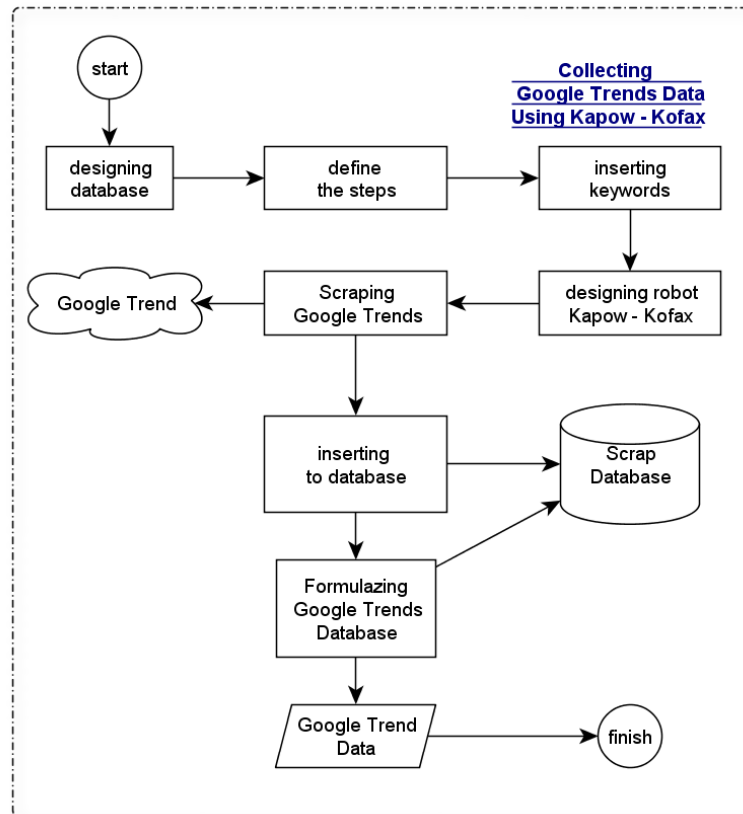 start
Collecting
Google Trends Data
Using Kapow - Kofax
designing
database
define
the steps
inserting
keywords
Google Trend
Scraping
Google Trends
designing robot
Kapow - Kofax
inserting
to database
Scrap
Database
Formulazing
Google Trends
Database
Google Trend
Data
finish